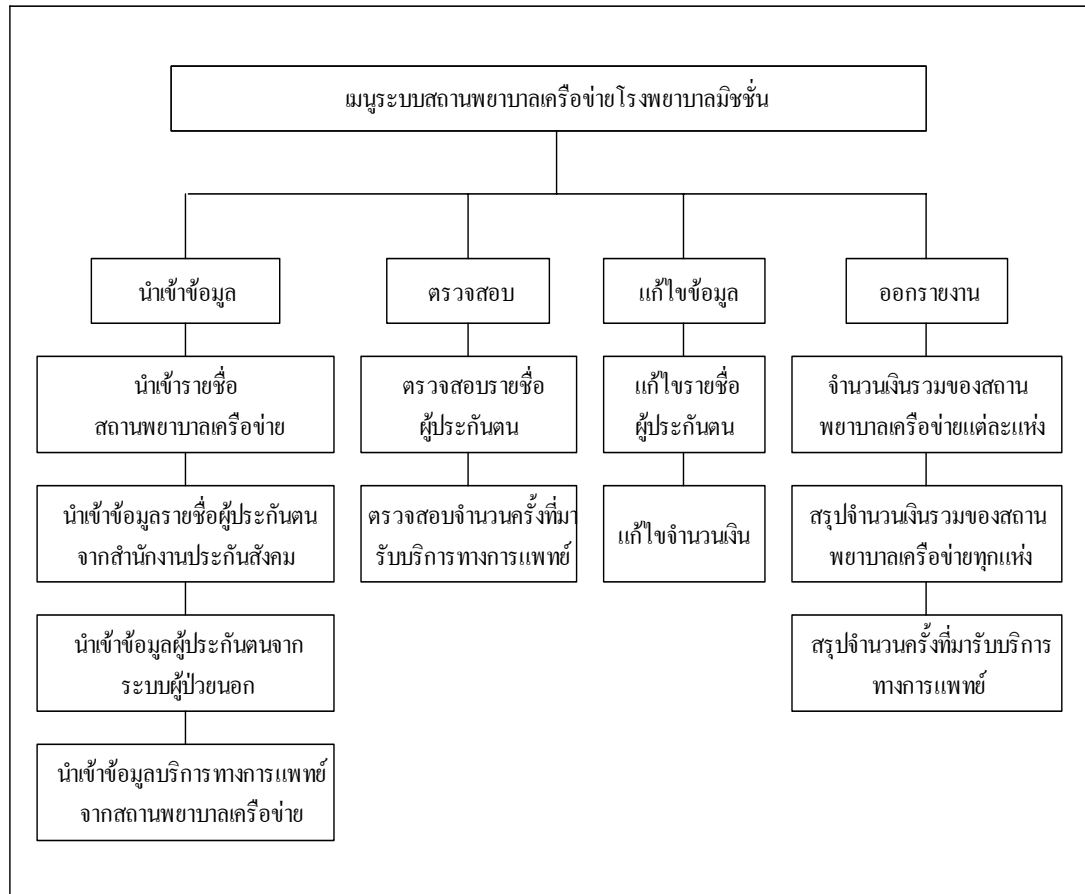 เมนูระบบสถานพยาบาลเครือข่ายโรงพยาบาลมิชชั่น
นำเข้าข้อมูล
นำเข้ารายชื่อ
สถานพยาบาลเครือข่าย
นำเข้าข้อมูลรายชื่อผู้ประกันตน
จากสำนักงานประกันสังคม
นำเข้าข้อมูลผู้ประกันตนจาก
ระบบผู้ป่วยนอก
นำเข้าข้อมูลบริการทางการแพทย์
จากสถานพยาบาลเครือข่าย
ตรวจสอบ
ตรวจสอบรายชื่อ
ผู้ประกันตน
ตรวจสอบจำนวนครั้งที่มา
รับบริการทางการแพทย์
แก้ไขข้อมูล
แก้ไขรายชื่อ
ผู้ประกันตน
แก้ไขจำนวนเงิน
ออกรายงาน
จำนวนเงินรวมของสถาน
พยาบาลเครือข่ายแต่ละแห่ง
สรุปจำนวนเงินรวมของสถาน
พยาบาลเครือข่ายทุกแห่ง
สรุปจำนวนครั้งที่มารับบริการ
ทางการแพทย์